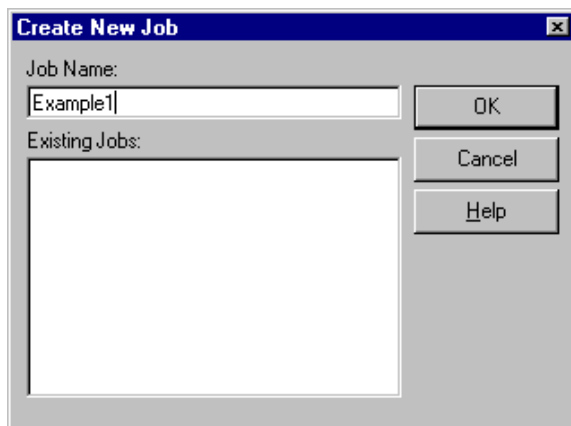 Create New Job
Job Name:
Example1
OK
Existing Jobs:
Cancel
Help